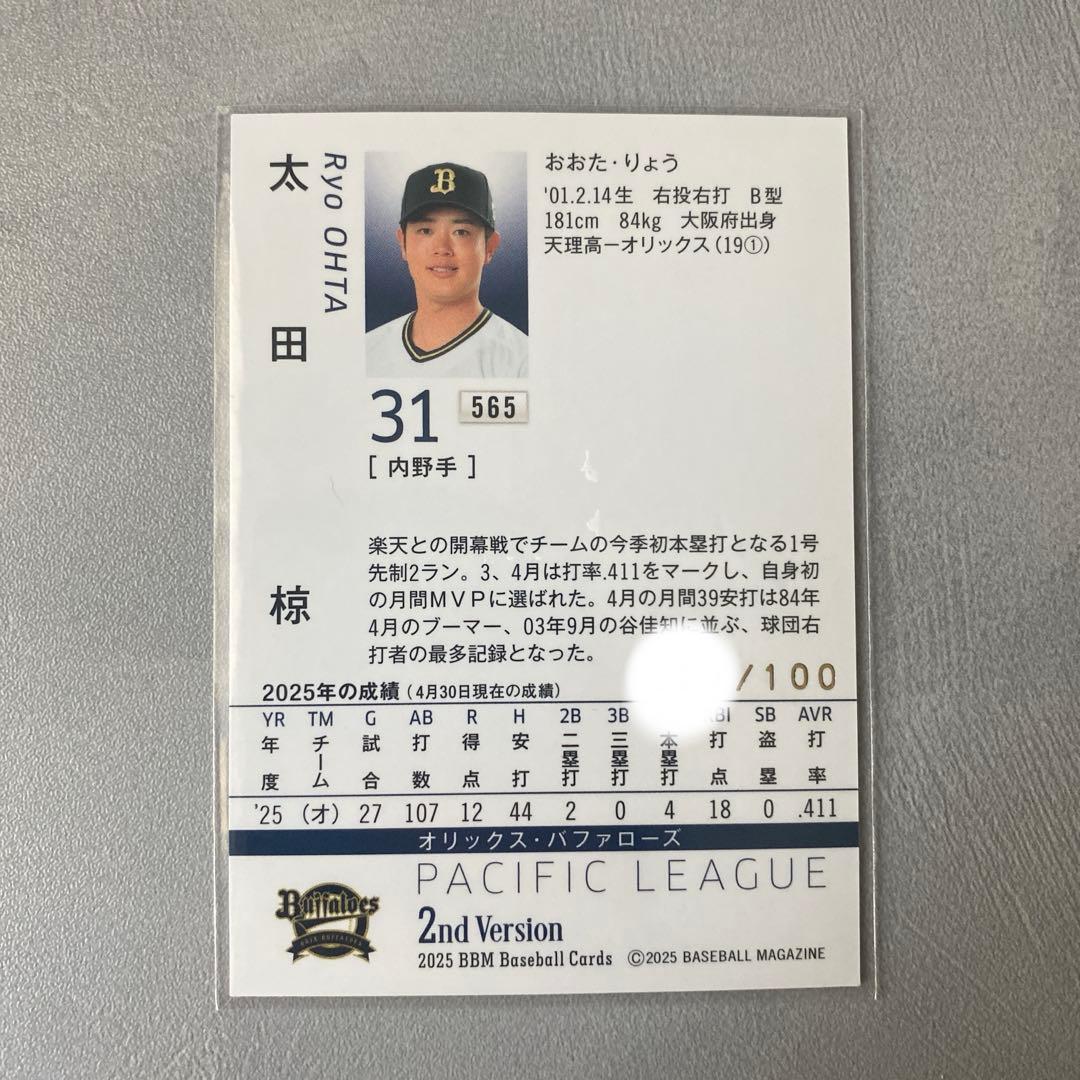 太田 椋
Ryo OHTA
B
おおた・りょう
'01.2.14生 右投右打 B型
181cm 84kg 大阪府出身
天理高ーオリックス(19①)
31
565
[ 内野手 ]
楽天との開幕戦でチームの今季初本塁打となる1号
先制2ラン。3、4月は打率.411をマークし、自身初
の月間MVPに選ばれた。4月の月間39安打は84年
4月のブーマー、03年9月の谷佳知に並ぶ、球団右
打者の最多記録となった。
/100
2025年の成績(4月30日現在の成績)
YR TM G AB R H 2B 3B RBI SB AVR
年度 チーム 試合 打数 得点 安打 二塁打 三塁打 本塁打 打点 盗塁 打率
'25 (オ) 27 107 12 44 2 0 4 18 0 .411
オリックス・バファローズ
PACIFIC LEAGUE
Buffaloes
ORIX BUFFALOES
2nd Version
2025 BBM Baseball Cards ©2025 BASEBALL MAGAZINE